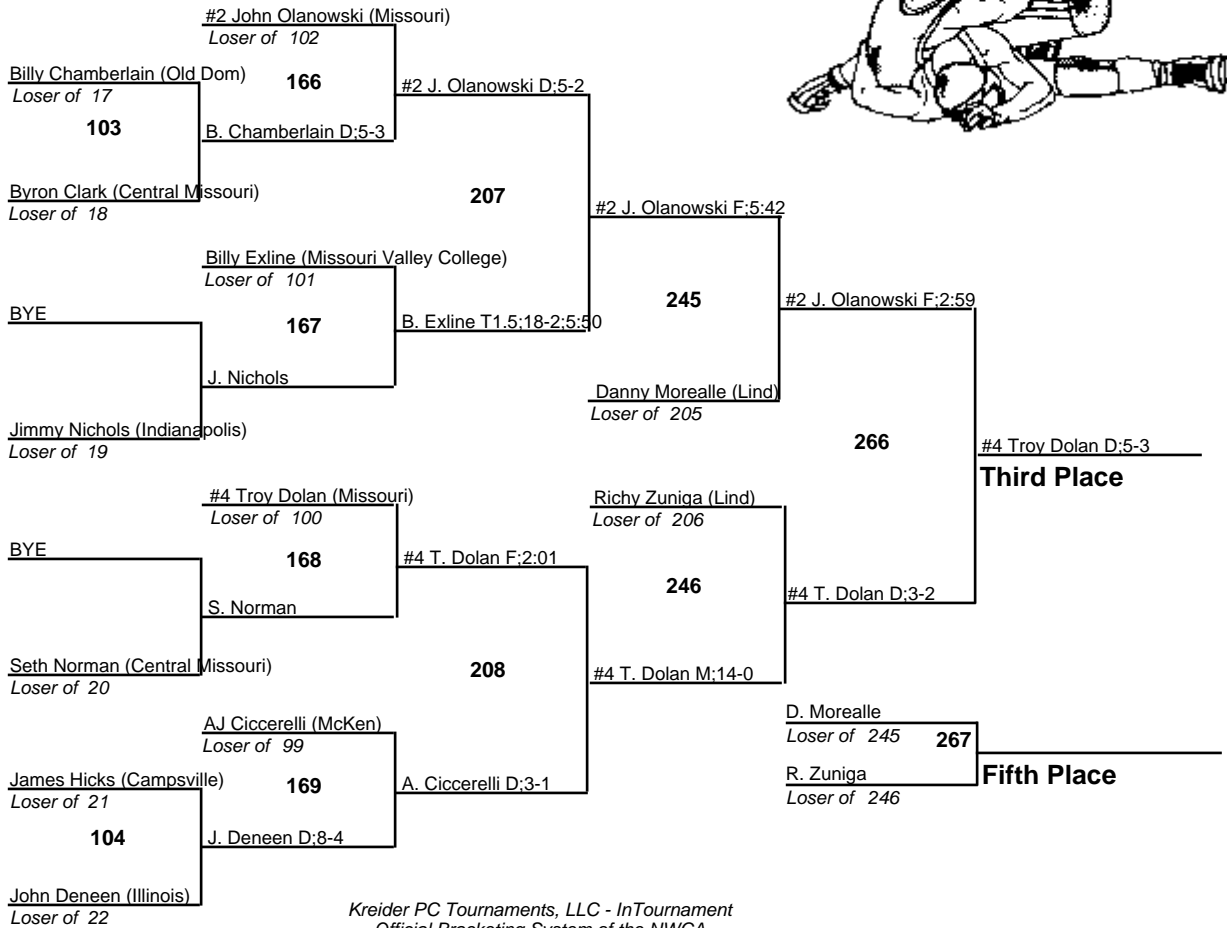 #2 John Olanowski (Missouri)
Loser of 102
Billy Chamberlain (Old Dom)
Loser of 17
166
#2 J. Olanowski D;5-2
103
B. Chamberlain D;5-3
Byron Clark (Central Missouri)
Loser of 18
207
#2 J. Olanowski F;5:42
Billy Exline (Missouri Valley College)
Loser of 101
BYE
167
B. Exline T1.5;18-2;5:50
245
#2 J. Olanowski F;2:59
J. Nichols
Danny Morealle (Lind)
Loser of 205
Jimmy Nichols (Indianapolis)
Loser of 19
266
#4 Troy Dolan D;5-3
Third Place
#4 Troy Dolan (Missouri)
Loser of 100
Richy Zuniga (Lind)
Loser of 206
BYE
168
#4 T. Dolan F;2:01
246
S. Norman
#4 T. Dolan D;3-2
Seth Norman (Central Missouri)
Loser of 20
208
#4 T. Dolan M;14-0
AJ Ciccerelli (McKen)
Loser of 99
D. Morealle
Loser of 245
267
James Hicks (Campsville)
Loser of 21
169
A. Ciccerelli D;3-1
R. Zuniga
Loser of 246
Fifth Place
104
J. Deneen D;8-4
John Deneen (Illinois)
Loser of 22
Kreider PC Tournaments, LLC - InTournament
Official Bracketing System of the NWCA